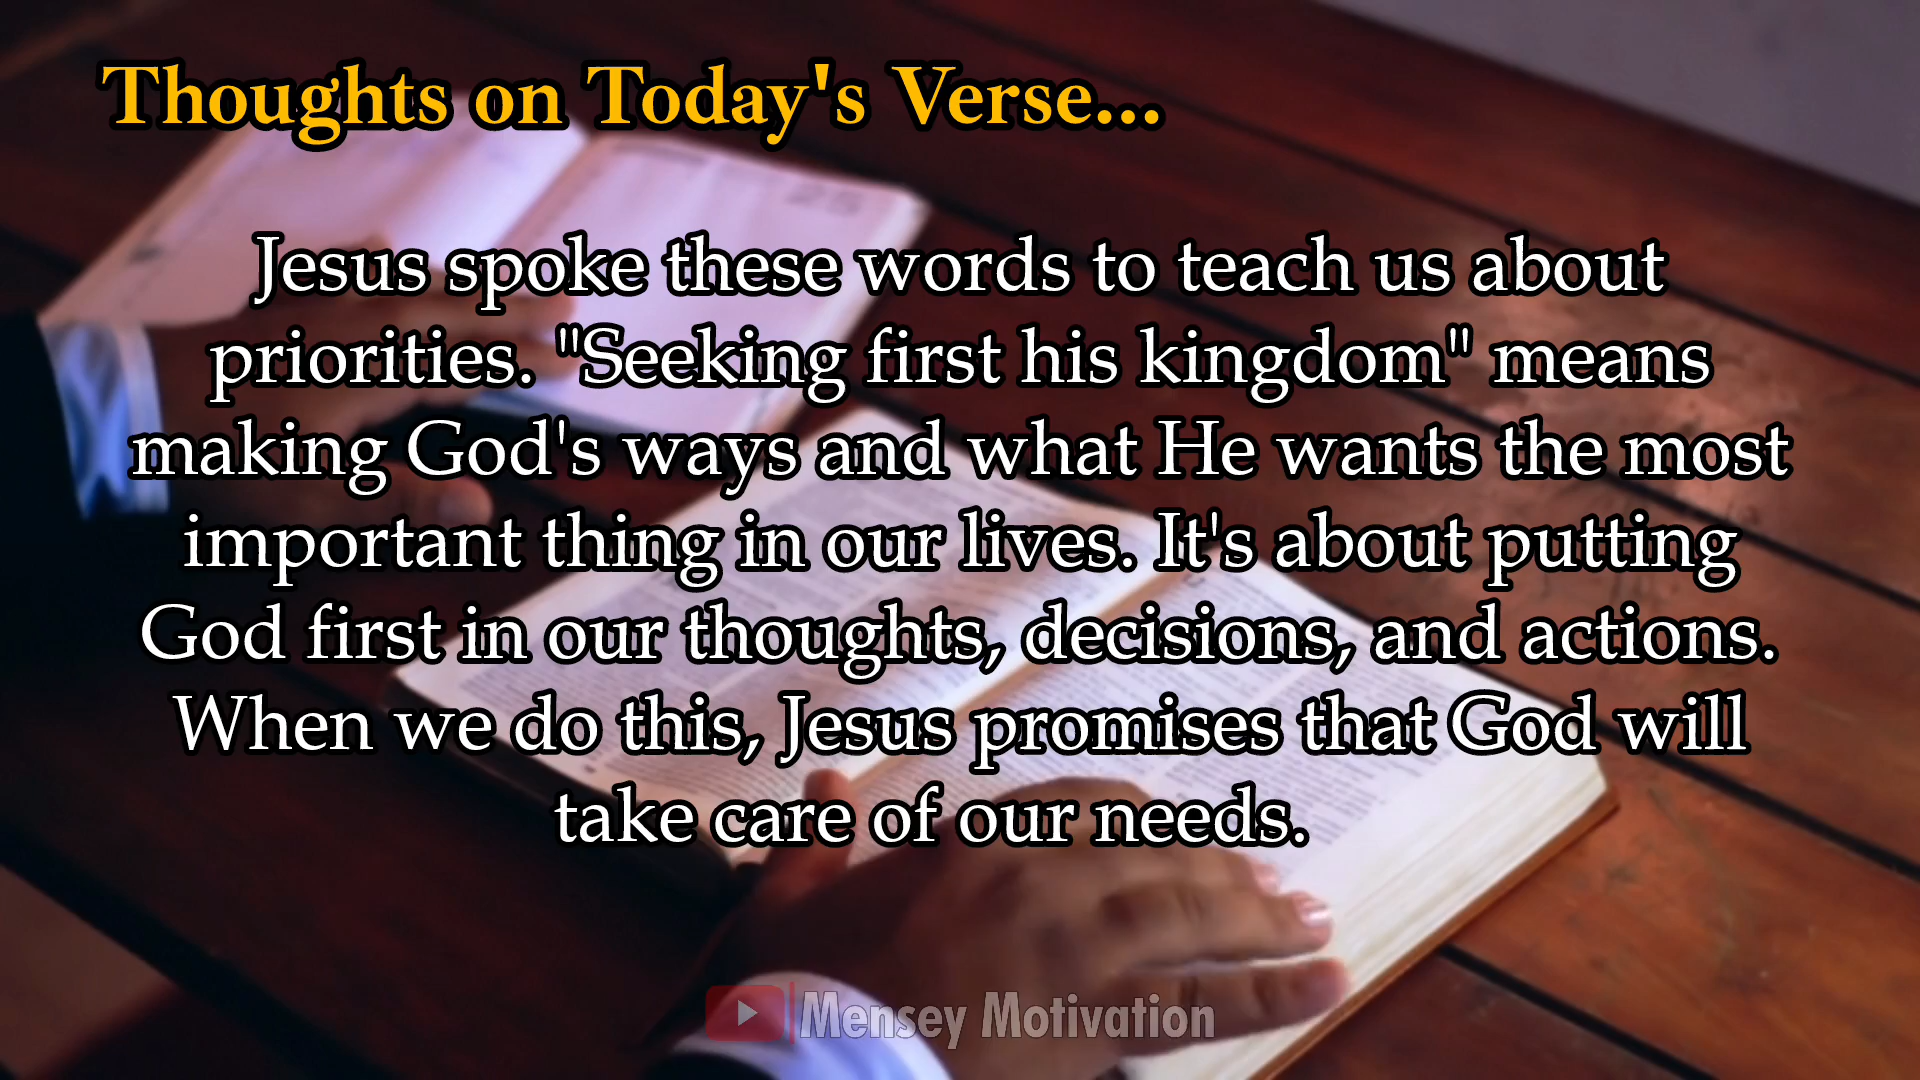 Thoughts on Today's Verse...
Jesus spoke these words to teach us about
priorities. "Seeking first his kingdom" means
making God's ways and what He wants the most
important thing in our lives. It's about putting
God first in our thoughts, decisions, and actions.
When we do this, Jesus promises that God will
take care of our needs.
Mensey Motivation